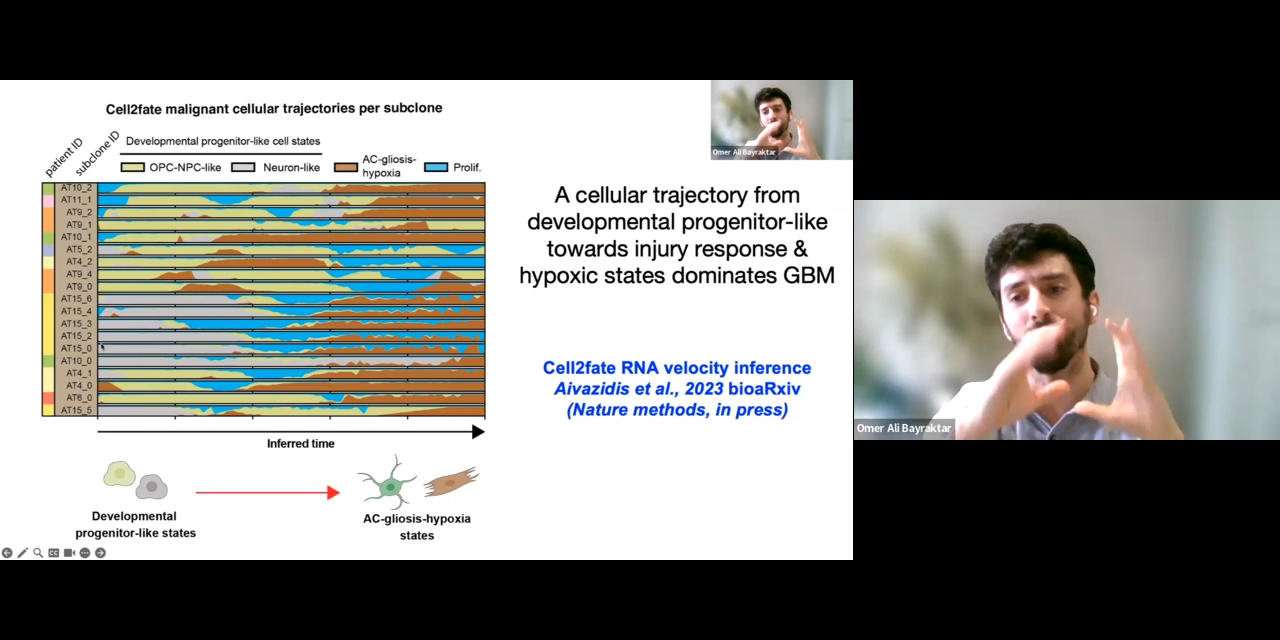 Cell2fate malignant cellular trajectories per subclone
patient ID
subclone ID
Developmental progenitor-like cell states
OPC-NPC-like
Neuron-like
AC-gliosis-
hypoxia
Prolif.
AT10_2
AT11_1
AT9_2
AT9_1
AT10_1
AT5_2
AT4_2
AT9_4
AT9_0
AT15_6
AT15_4
AT15_3
AT15_2
AT15_0
AT10_0
AT4_1
AT4_0
AT6_0
AT15_5
Inferred time
Developmental
progenitor-like states
AC-gliosis-hypoxia
states
Omer Ali Bayraktar
A cellular trajectory from
developmental progenitor-like
towards injury response &
hypoxic states dominates GBM
Cell2fate RNA velocity inference
Aivazidis et al., 2023 bioaRxiv
(Nature methods, in press)
Omer Ali Bayraktar